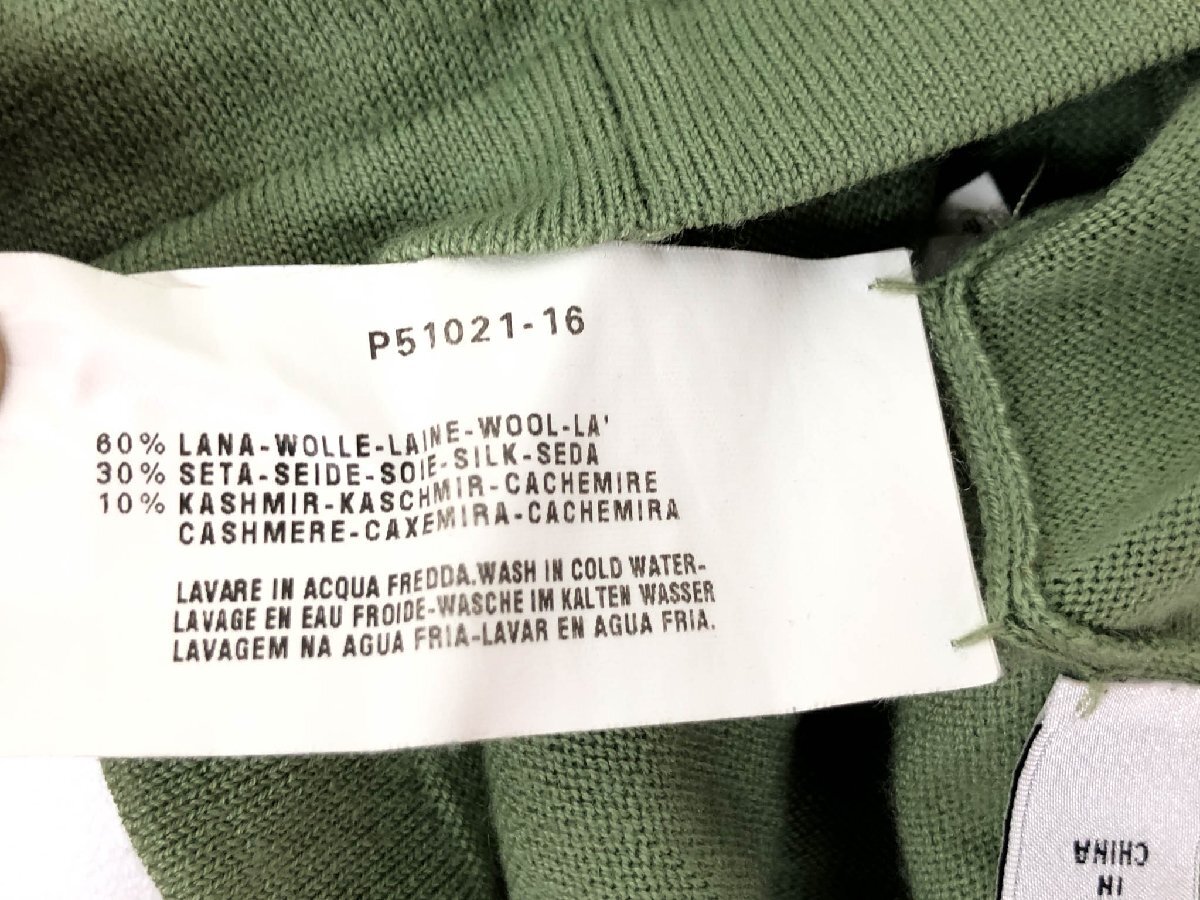 P51021-16
60% LANA-WOLLE-LAINE-WOOL-LA'
30% SETA-SEIDE-SOIE-SILK-SEDA
10% KASHMIR-KASCHMIR-CACHEMIRE
CASHMERE-CAXEMIRA-CACHEMIRA
LAVARE IN ACQUA FREDDA.WASH IN COLD WATER-
LAVAGE EN EAU FROIDE-WASCHE IM KALTEN WASSER
LAVAGEM NA AGUA FRIA-LAVAR EN AGUA FRIA.
IN
CHINA